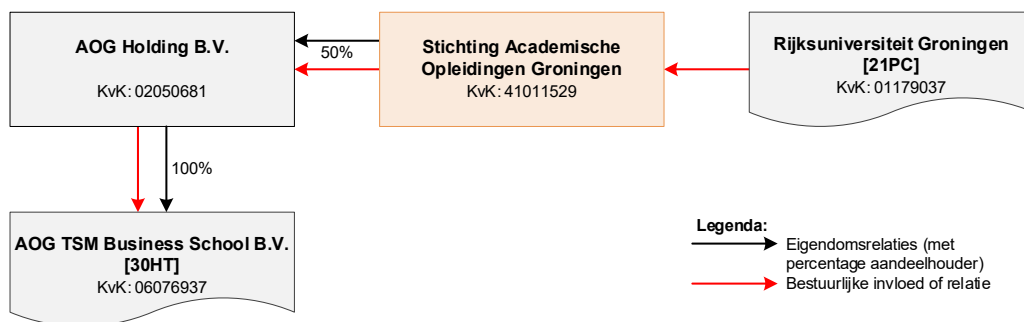 AOG Holding B.V.
KvK: 02050681
50%
Stichting Academische
Opleidingen Groningen
KvK: 41011529
Rijksuniversiteit Groningen
[21PC]
KvK: 01179037
100%
AOG TSM Business School B.V.
[30HT]
KvK: 06076937
Legenda:
Eigendomsrelaties (met
percentage aandeelhouder)
Bestuurlijke invloed of relatie